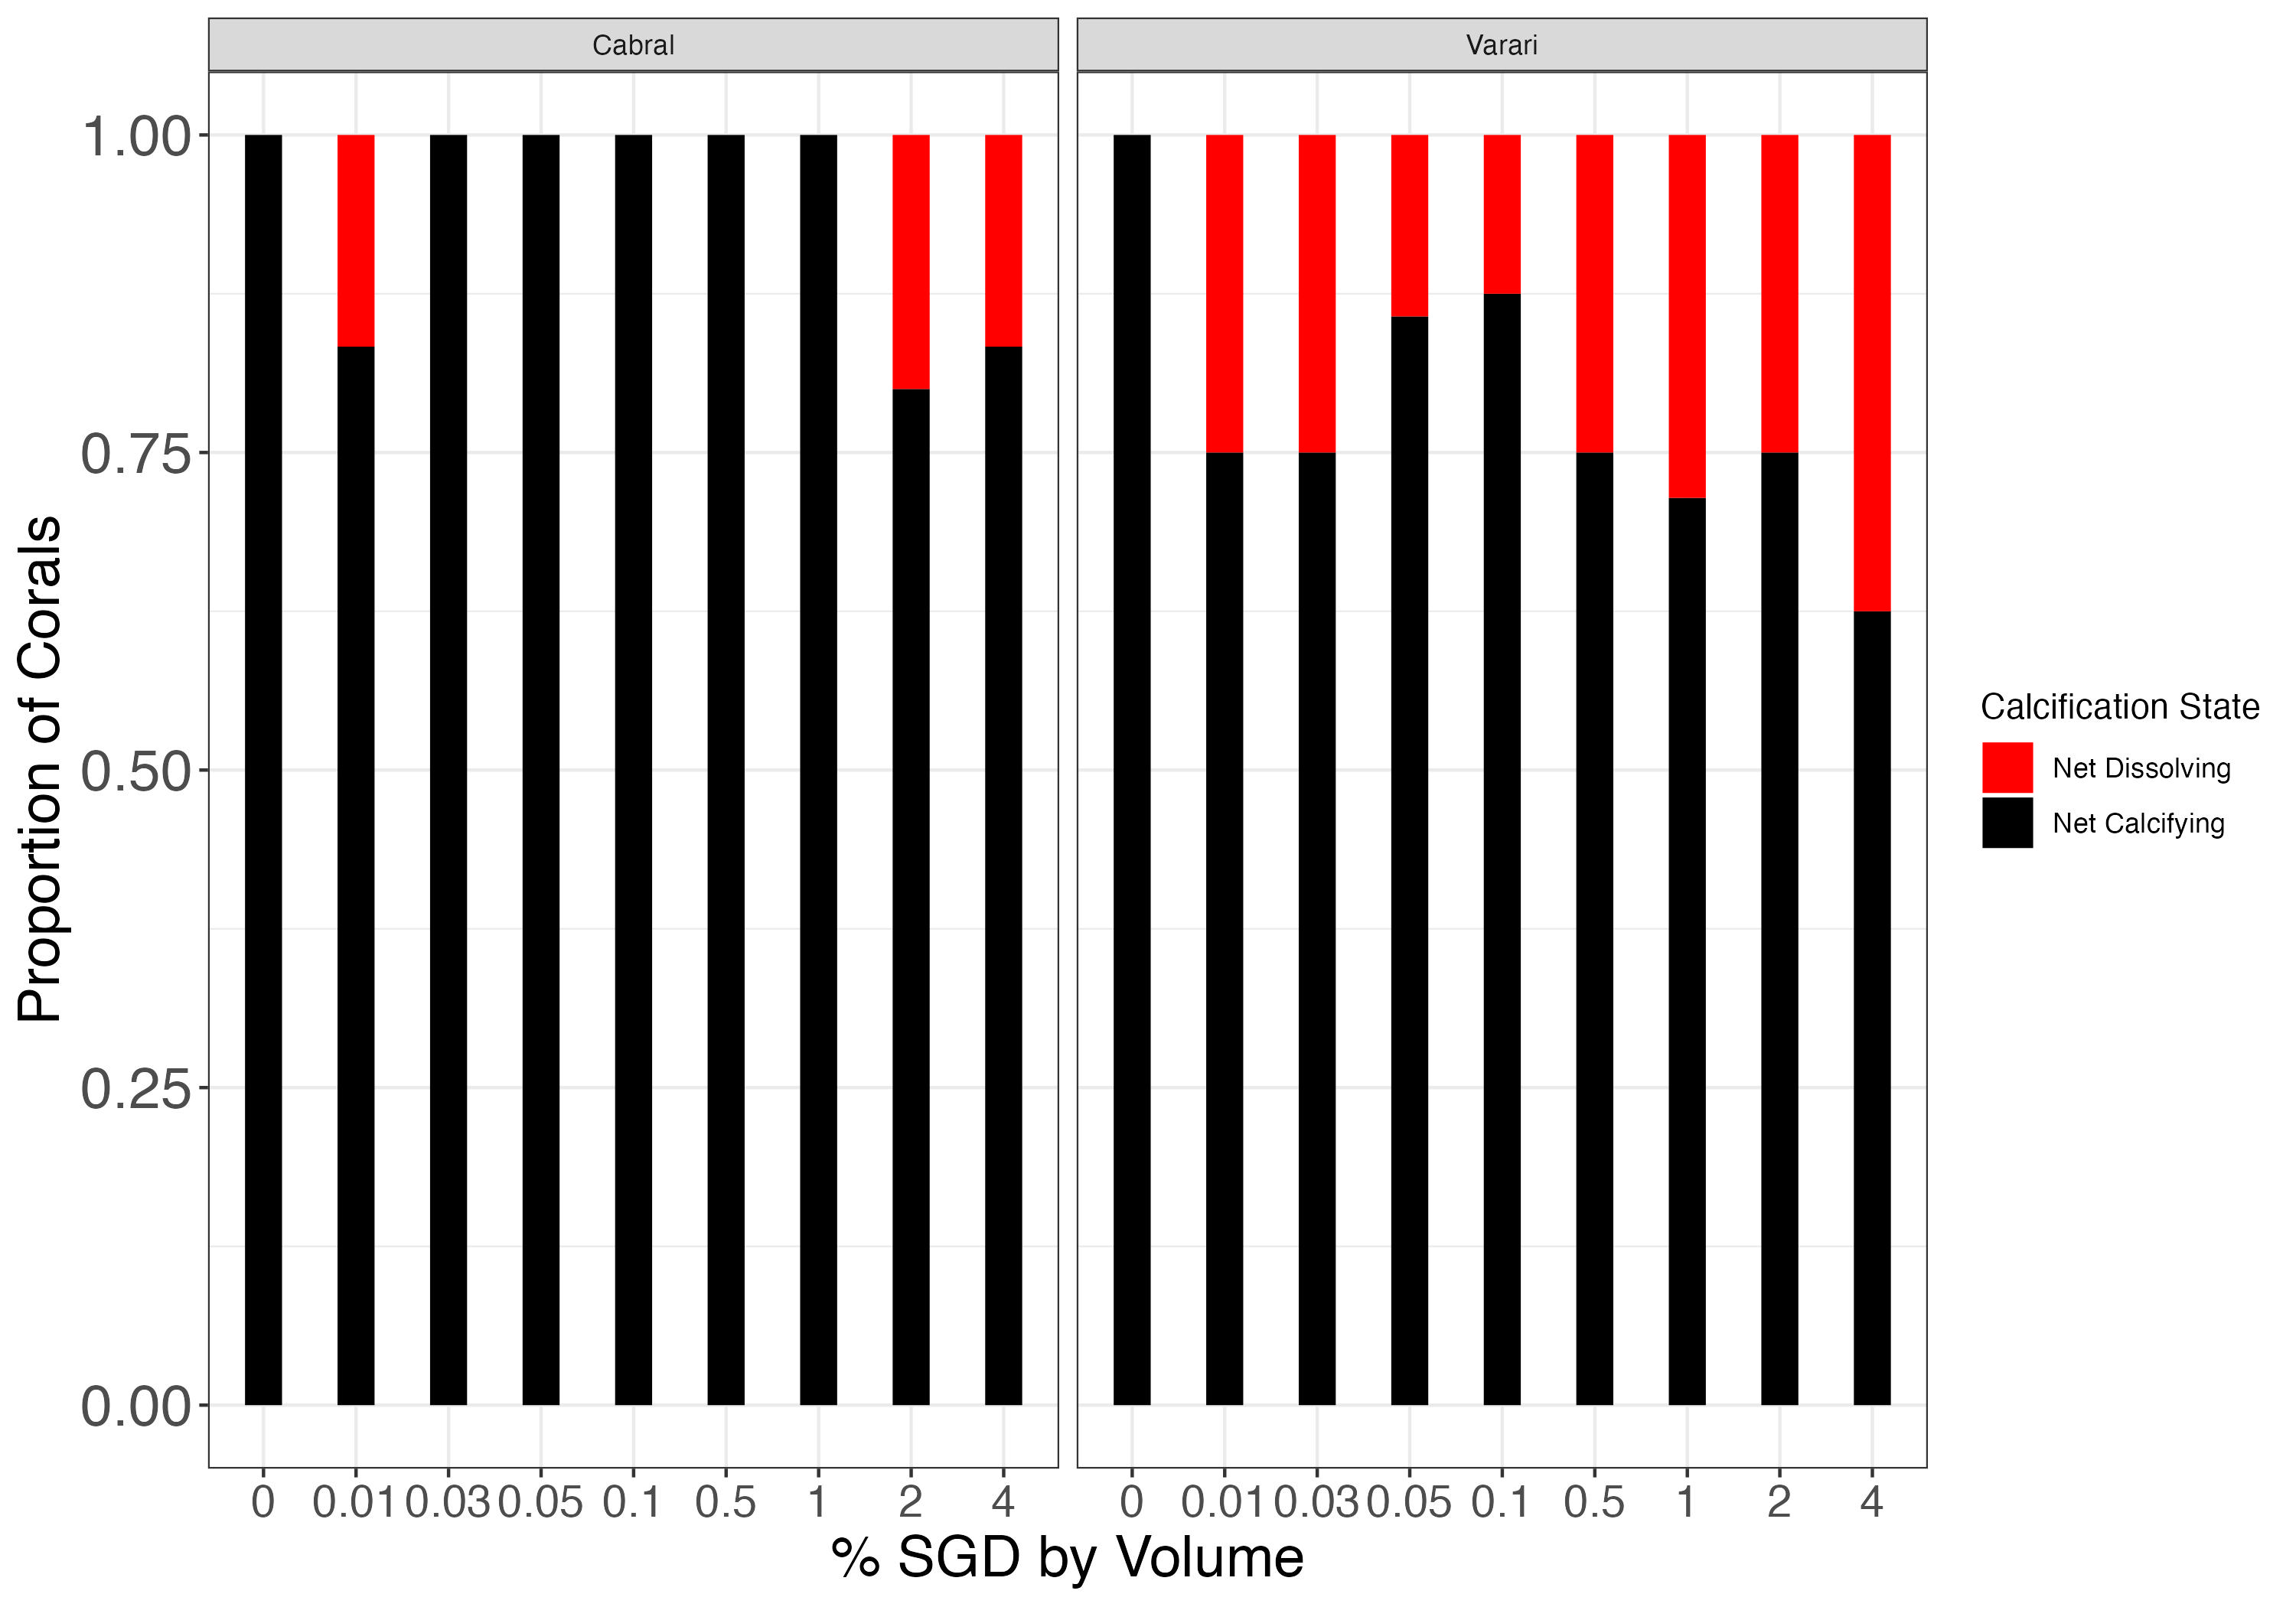 Cabral
Varari
1.00
0.75
0.50
0.25
0.00
Proportion of Corals
0 0.01 0.03 0.05 0.1 0.5 1 2 4
0 0.01 0.03 0.05 0.1 0.5 1 2 4
% SGD by Volume
Calcification State
Net Dissolving
Net Calcifying